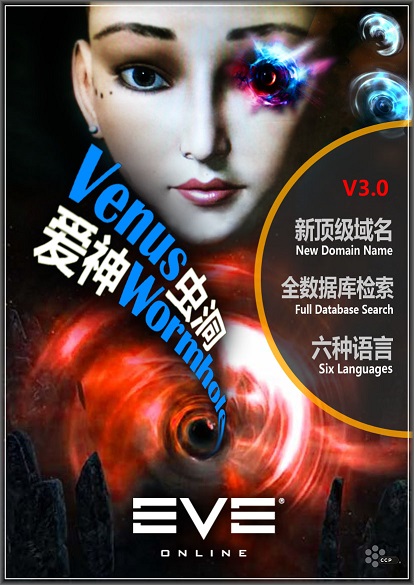 Venus
爱神
虫洞
Wormholes
V3.0
新顶级域名
New Domain Name
全数据库检索
Full Database Search
六种语言
Six Languages
EVE®
ONLINE
CCP